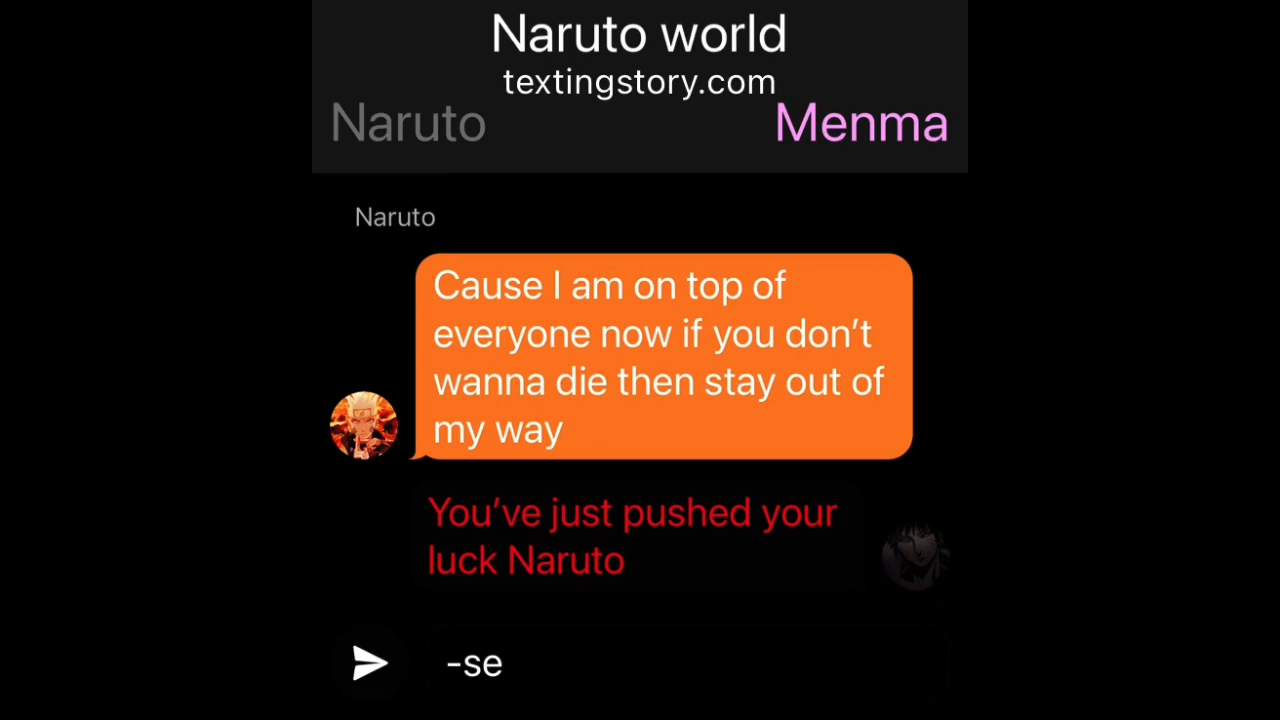 Naruto world
textingstory.com
Naruto Menma
Naruto
Cause I am on top of
everyone now if you don’t
wanna die then stay out of
my way
You’ve just pushed your
luck Naruto
-se